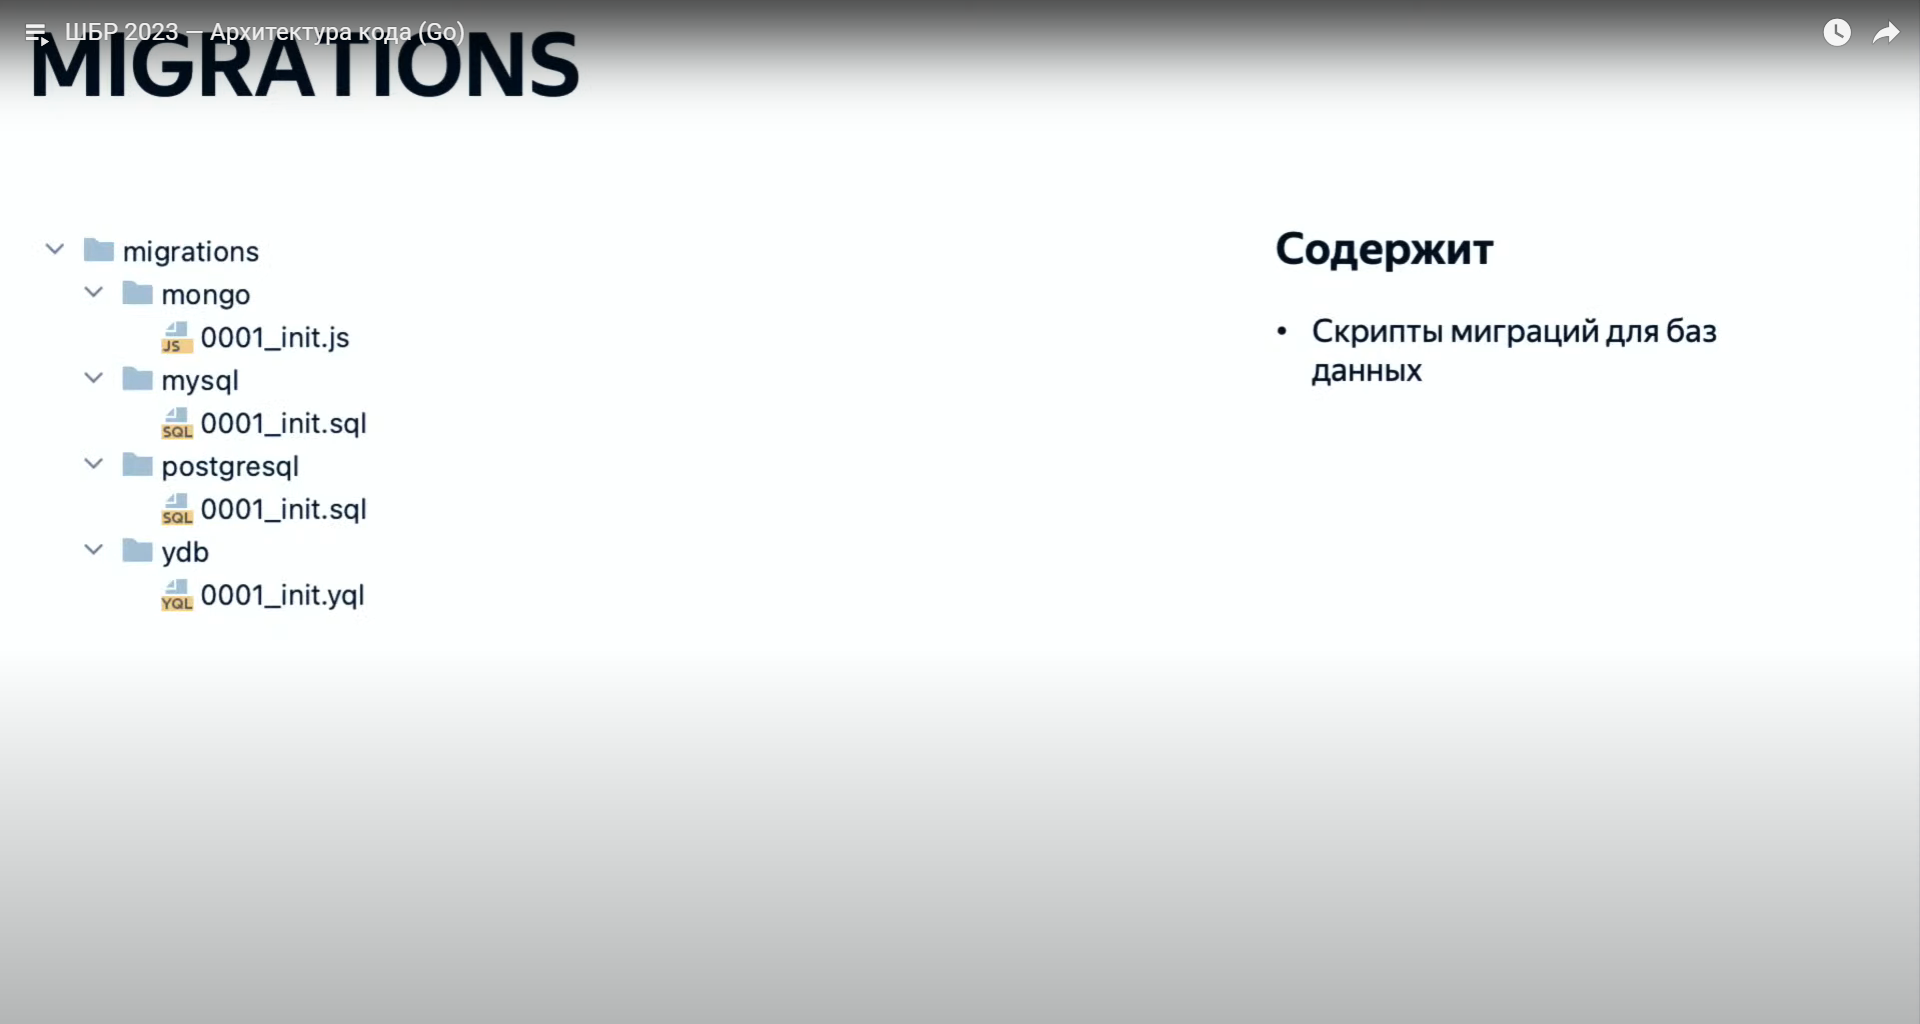 ШБР 2023 — Архитектура кода (Go)
MIGRATIONS
migrations
mongo
JS 0001_init.js
mysql
SQL 0001_init.sql
postgresql
SQL 0001_init.sql
ydb
YQL 0001_init.yql
Содержит
• Скрипты миграций для баз
данных